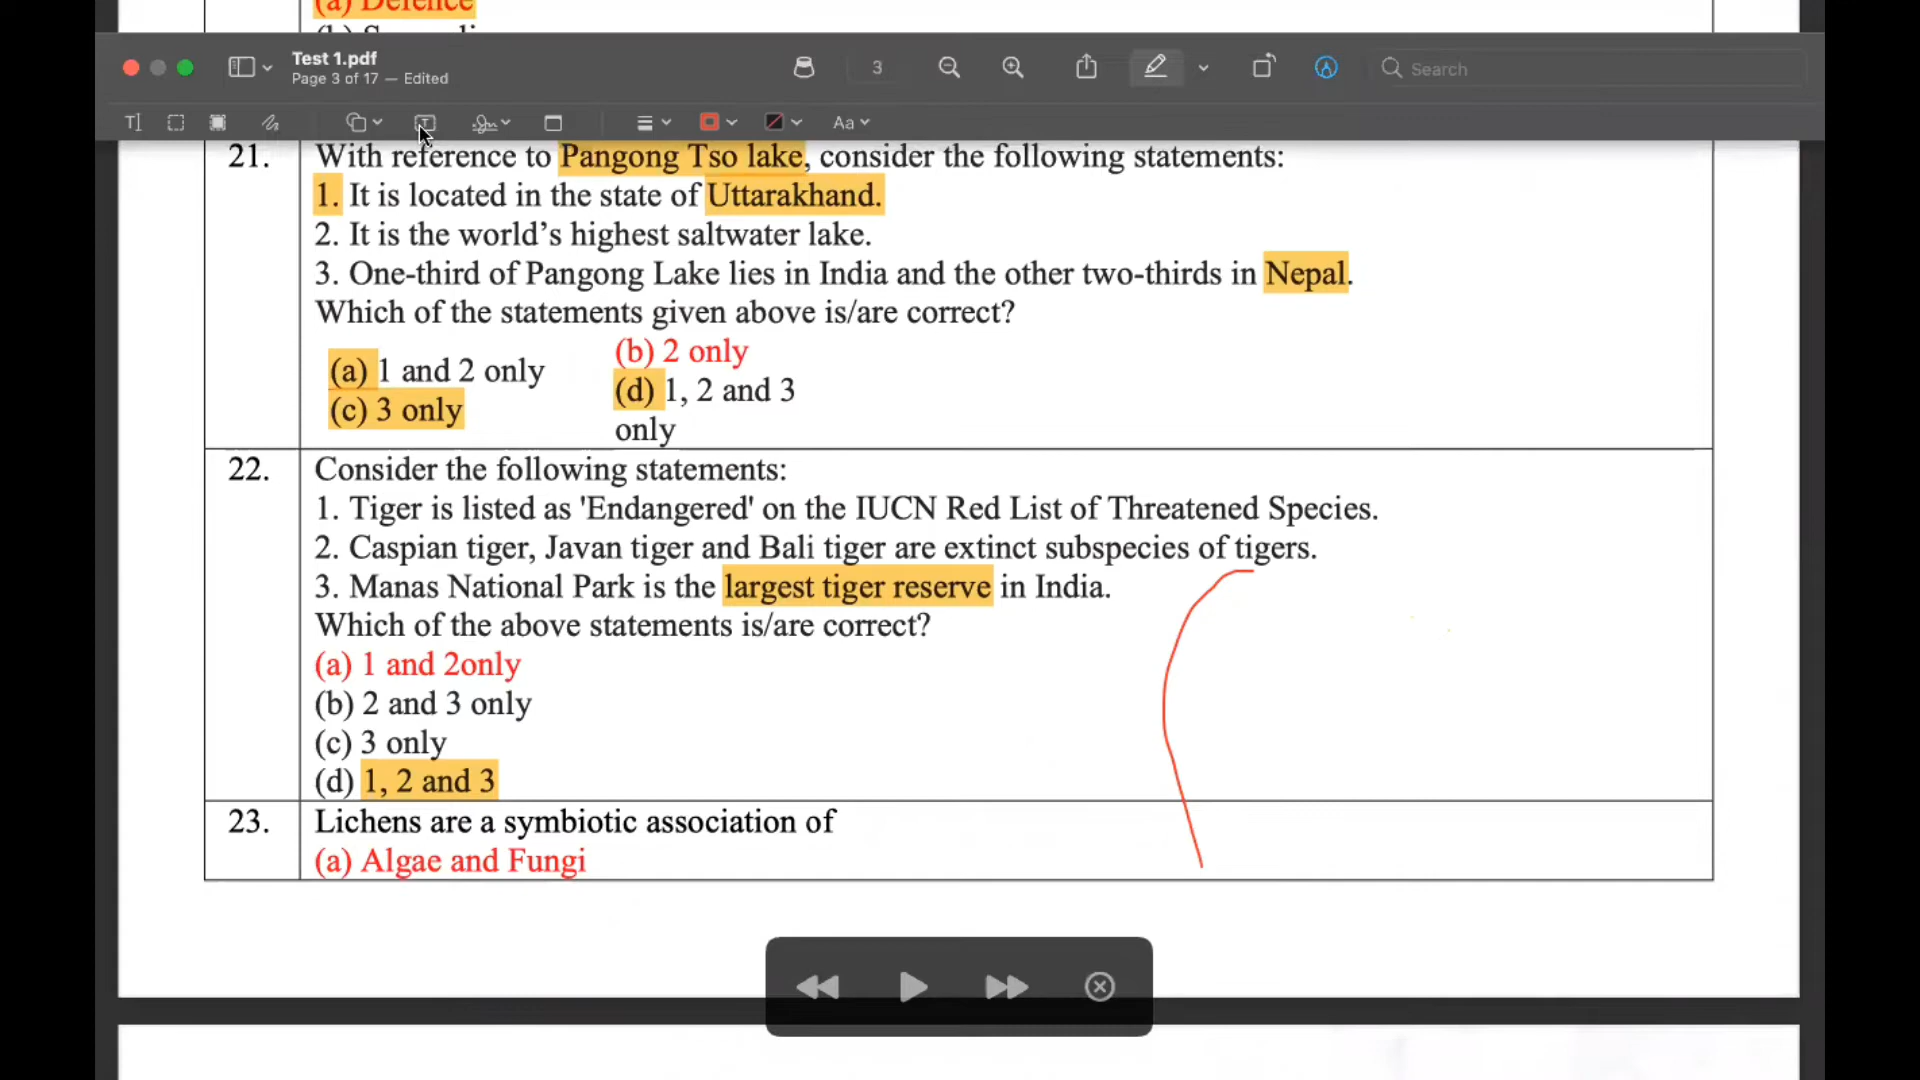 (a) Defence
Test 1.pdf
Page 3 of 17 — Edited
3
Search
Aa
21.
With reference to Pangong Tso lake, consider the following statements:
1. It is located in the state of Uttarakhand.
2. It is the world’s highest saltwater lake.
3. One-third of Pangong Lake lies in India and the other two-thirds in Nepal.
Which of the statements given above is/are correct?
(a) 1 and 2 only
(b) 2 only
(c) 3 only
(d) 1, 2 and 3
only
22.
Consider the following statements:
1. Tiger is listed as 'Endangered' on the IUCN Red List of Threatened Species.
2. Caspian tiger, Javan tiger and Bali tiger are extinct subspecies of tigers.
3. Manas National Park is the largest tiger reserve in India.
Which of the above statements is/are correct?
(a) 1 and 2only
(b) 2 and 3 only
(c) 3 only
(d) 1, 2 and 3
23.
Lichens are a symbiotic association of
(a) Algae and Fungi